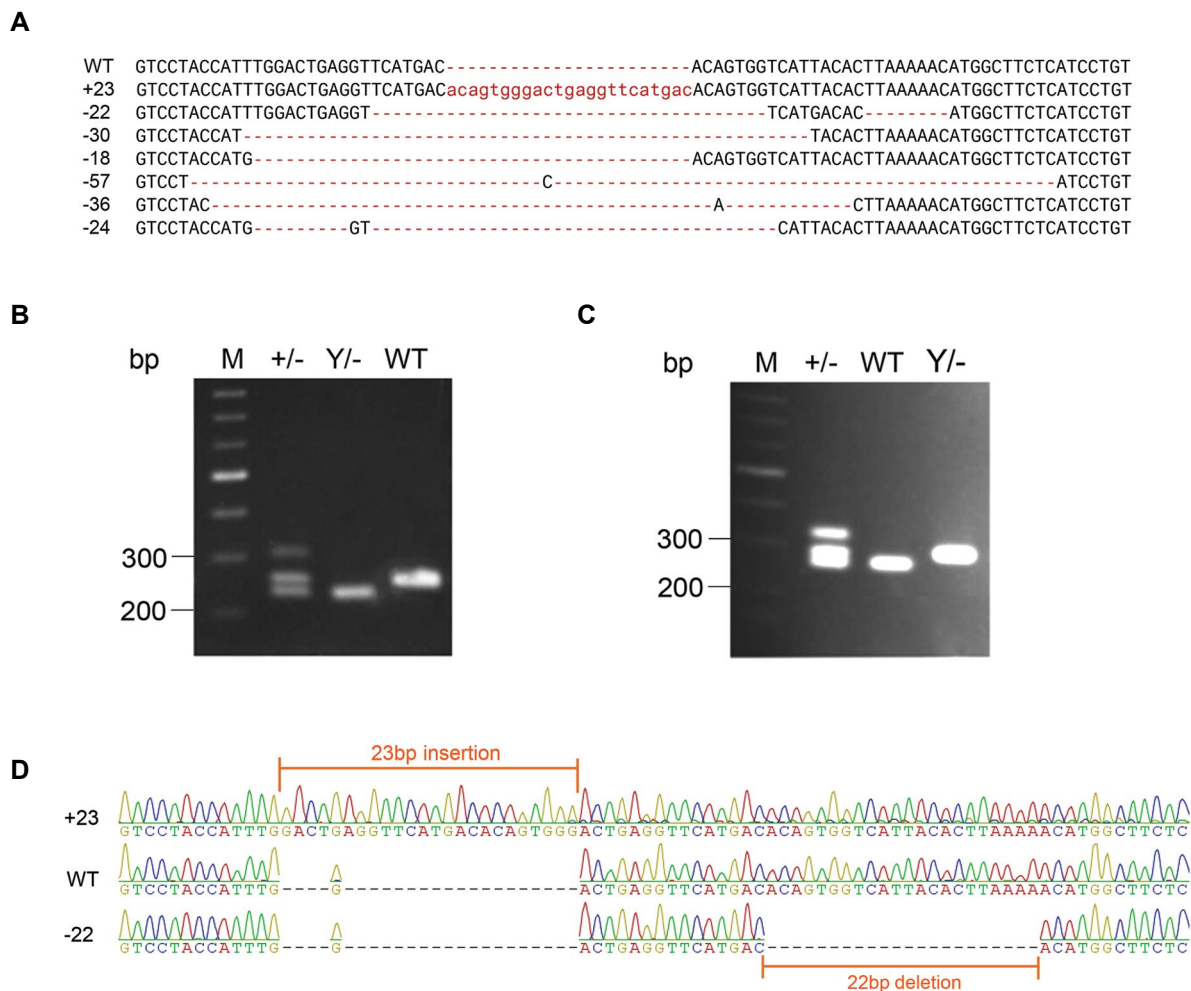 A
WT GTCCTACCATTTGGACTGAGGTTCATGAC-----------------------ACAGTGGTCATTACACTTAAAAACATGGCTTCTCATCCTGT
+23 GTCCTACCATTTGGACTGAGGTTCATGACacagtgggactgaggttcatgacACAGTGGTCATTACACTTAAAAACATGGCTTCTCATCCTGT
-22 GTCCTACCATTTGGACTGAGGT-------------------------------------TCATGACAC--------ATGGCTTCTCATCCTGT
-30 GTCCTACCAT-----------------------------------------------------TACACTTAAAAACATGGCTTCTCATCCTGT
-18 GTCCTACCATG-----------------------------------------ACAGTGGTCATTACACTTAAAAACATGGCTTCTCATCCTGT
-57 GTCCT---------------------------------C-----------------------------------------------ATCCTGT
-36 GTCCTAC-----------------------------------------------A------------CTTAAAAACATGGCTTCTCATCCTGT
-24 GTCCTACCATG---------GT--------------------------------------CATTACACTTAAAAACATGGCTTCTCATCCTGT
B
bp M +/- Y/- WT
300
200
C
bp M +/- WT Y/-
300
200
D
23bp insertion
+23 GTCCTACCATTTGGACTGAGGTTCATGACACAGTGGGACTGAGGTTCATGACACAGTGGTCATTACACTTAAAAACATGGCTTCTC
WT GTCCTACCATTTG----G-------------------ACTGAGGTTCATGACACAGTGGTCATTACACTTAAAAACATGGCTTCTC
-22 GTCCTACCATTTG----G-------------------ACTGAGGTTCATGAC----------------------ACATGGCTTCTC
22bp deletion